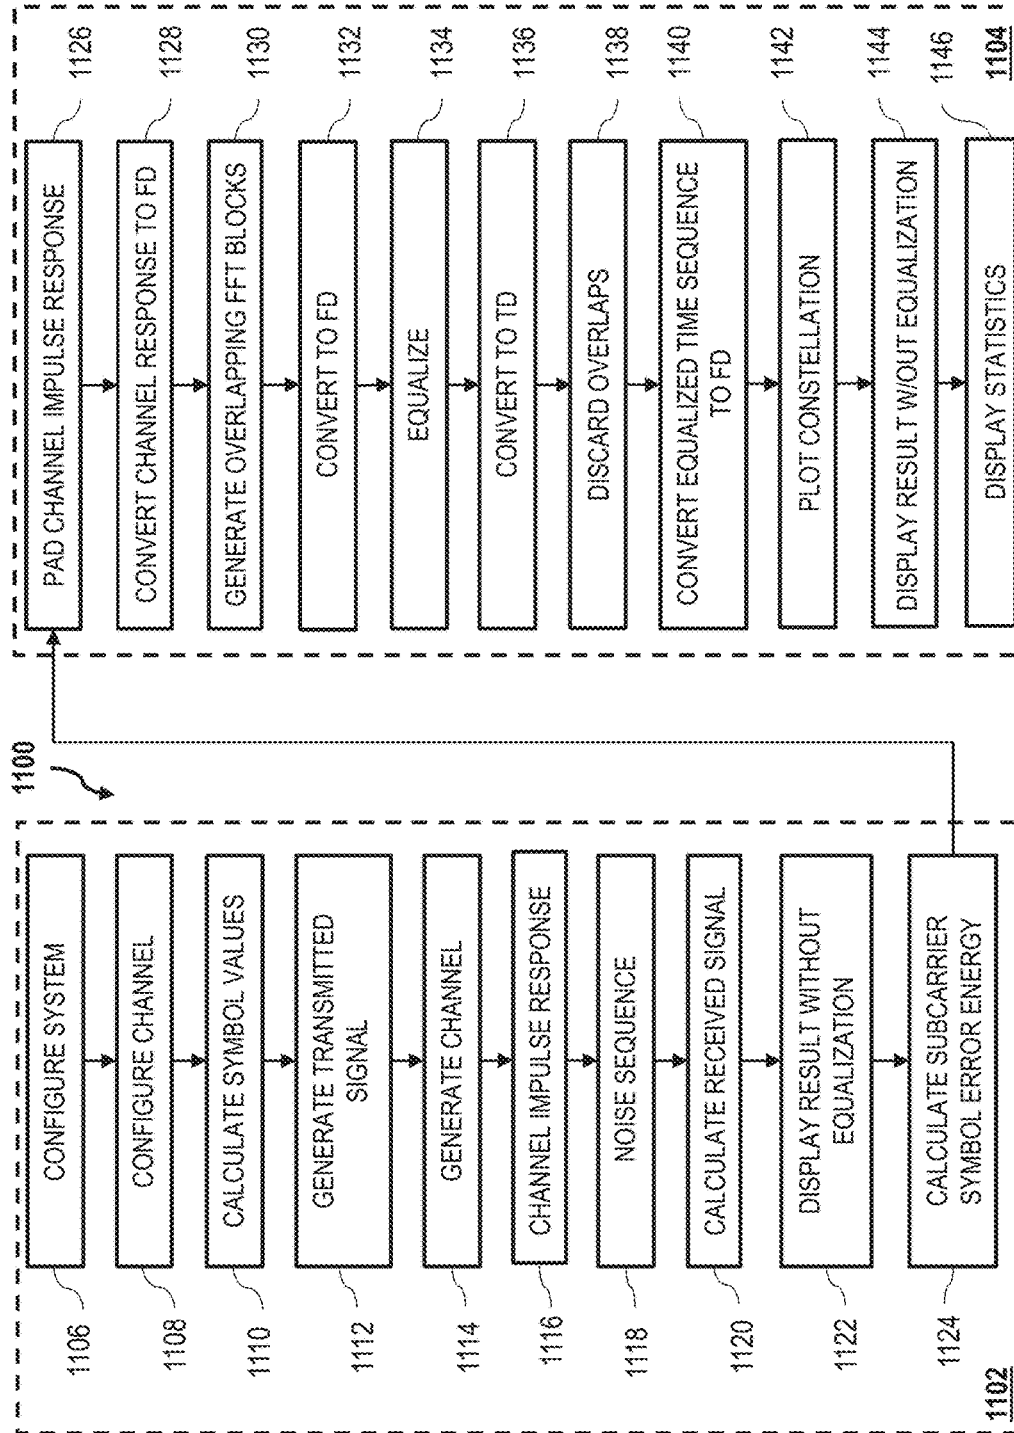 1100
CONFIGURE SYSTEM
1106
CONFIGURE CHANNEL
1108
CALCULATE SYMBOL VALUES
1110
GENERATE TRANSMITTED
SIGNAL
1112
GENERATE CHANNEL
1114
CHANNEL IMPULSE RESPONSE
1116
NOISE SEQUENCE
1118
CALCULATE RECEIVED SIGNAL
1120
DISPLAY RESULT WITHOUT
EQUALIZATION
1122
CALCULATE SUBCARRIER
SYMBOL ERROR ENERGY
1124
1102
PAD CHANNEL IMPULSE RESPONSE
1126
CONVERT CHANNEL RESPONSE TO FD
1128
GENERATE OVERLAPPING FFT BLOCKS
1130
CONVERT TO FD
1132
EQUALIZE
1134
CONVERT TO TD
1136
DISCARD OVERLAPS
1138
CONVERT EQUALIZED TIME SEQUENCE
TO FD
1140
PLOT CONSTELLATION
1142
DISPLAY RESULT W/OUT EQUALIZATION
1144
DISPLAY STATISTICS
1146
1104